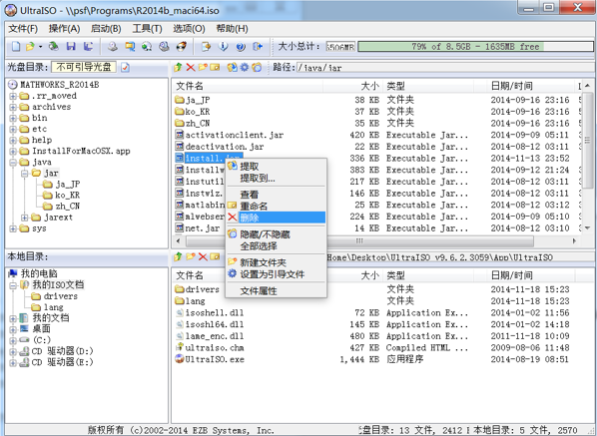 UltraISO - \\psf\Programs\R2014b_maci64.iso
文件(F) 操作(A) 启动(B) 工具(T) 选项(O) 帮助(H)
大小总计: 6506MB 79% of 8.5GB - 1635MB free
光盘目录: 不可引导光盘 路径:/java/jar
MATHWORKS_R2014B
.rr_moved
archives
bin
etc
help
InstallForMacOSX.app
java
jar
ja_JP
ko_KR
zh_CN
jarext
sys
文件名 大小 类型 日期/时间
ja_JP 38 KB 文件夹 2014-09-16 23:16
ko_KR 37 KB 文件夹 2014-09-16 23:16
zh_CN 35 KB 文件夹 2014-09-16 23:16
activationclient.jar 420 KB Executable Jar... 2014-09-09 05:11
deactivation.jar 22 KB Executable Jar... 2014-09-12 03:11
install.jar 336 KB Executable Jar... 2014-11-13 23:52
installw 383 KB Executable Jar... 2014-09-12 21:24
instutil 217 KB Executable Jar... 2014-08-12 03:11
instwiz. 146 KB Executable Jar... 2014-08-12 03:11
matlabin 25 KB Executable Jar... 2014-08-12 03:12
mlwebser 224 KB Executable Jar... 2014-09-09 05:10
net.jar 14 KB Executable Jar... 2014-08-12 03:11
提取
提取到...
查看
重命名
删除
隐藏/不隐藏
全部选择
新建文件夹
设置为引导文件
文件属性
本地目录: Home\Desktop\UltraISO v9.6.2.3059\App\UltraISO
我的电脑
我的ISO文档
drivers
lang
我的文档
桌面
(C:)
CD 驱动器(D:)
CD 驱动器(E:)
文件名 大小 类型 日期/时间
drivers 文件夹 2014-11-18 15:23
lang 文件夹 2014-11-18 15:23
isoshell.dll 72 KB Application Ex... 2014-01-02 11:56
isoshl64.dll 145 KB Application Ex... 2014-01-02 14:18
lame_enc.dll 480 KB Application Ex... 2011-11-18 10:09
ultraiso.chm 427 KB Compiled HTML ... 2009-08-06 11:48
UltraISO.exe 1,444 KB 应用程序 2014-08-19 08:51
版权所有 (c)2002-2014 EZB Systems, Inc. 盘目录: 13 文件, 2412 本地目录: 5 文件, 2570